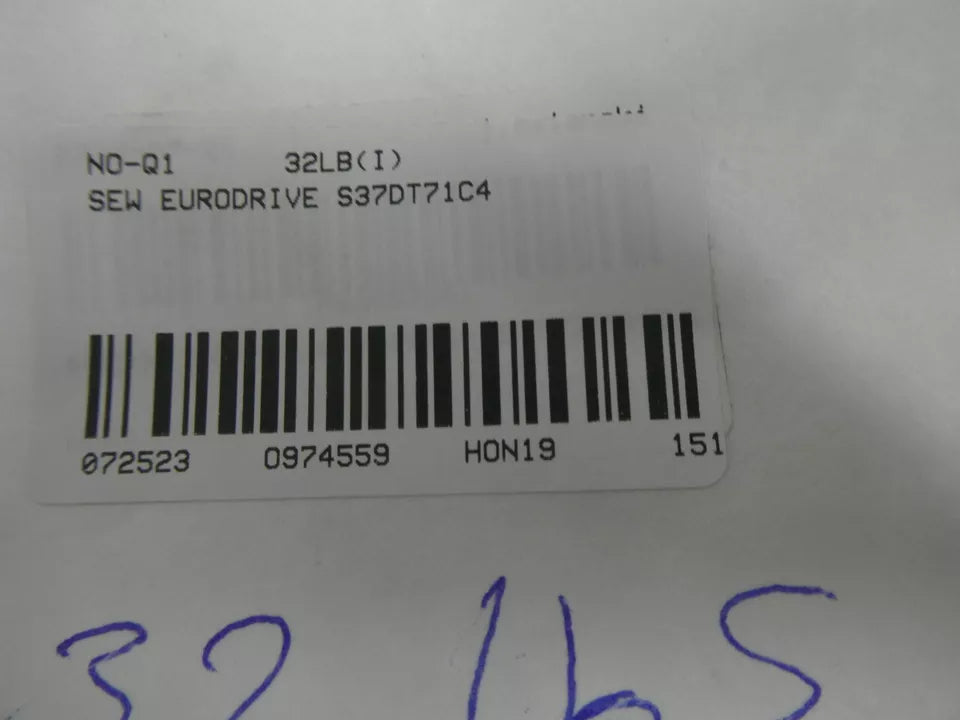 NO-Q1 32LB(I)
SEW EURODRIVE S37DT71C4
072523 0974559 HON19 151
32 lbs